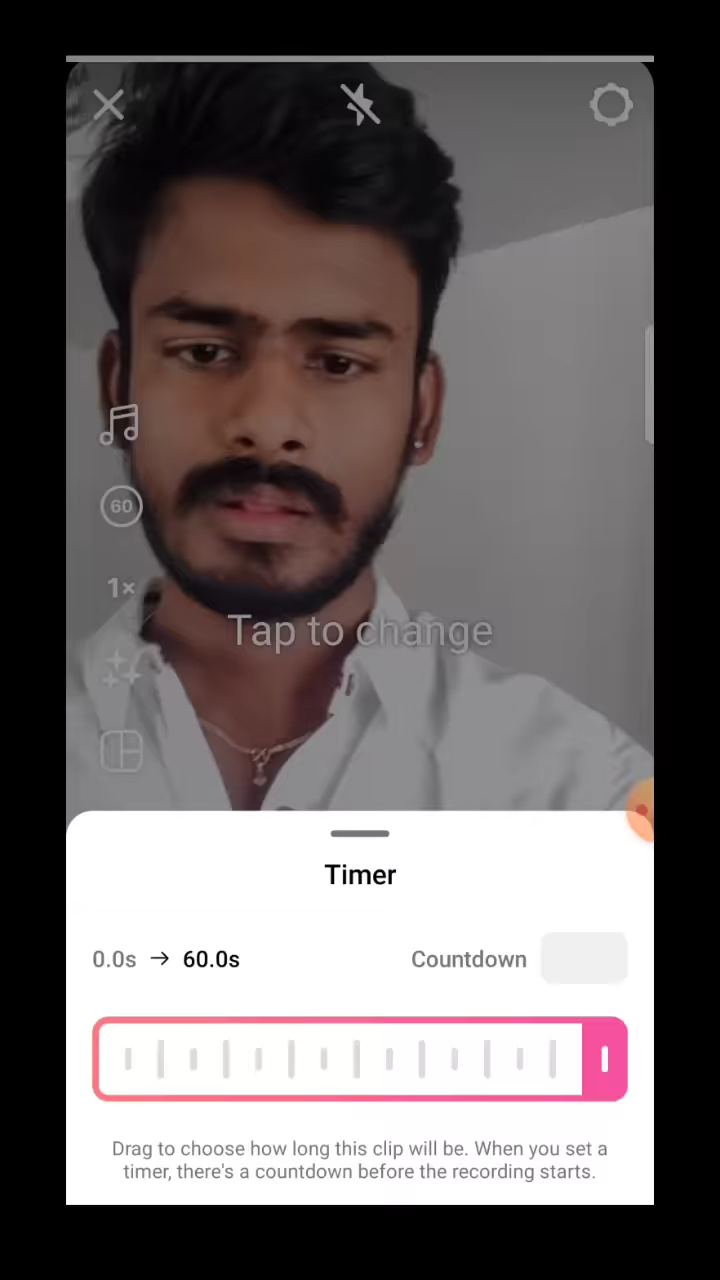 60
1×
Tap to change
Timer
0.0s → 60.0s Countdown
Drag to choose how long this clip will be. When you set a
timer, there's a countdown before the recording starts.